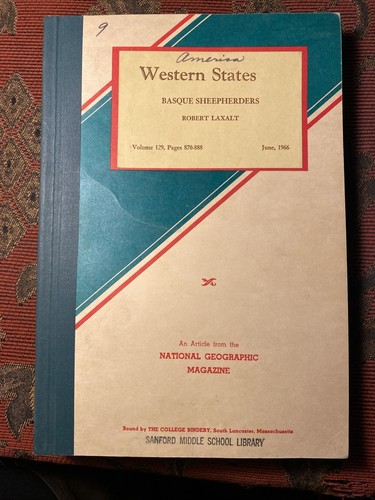 9
America
Western States
BASQUE SHEEPHERDERS
ROBERT LAXALT
Volume 129, Pages 870-888 June, 1966
An Article from the
NATIONAL GEOGRAPHIC
MAGAZINE
Bound by THE COLLEGE BINDERY, South Lancaster, Massachusetts
SANFORD MIDDLE SCHOOL LIBRARY